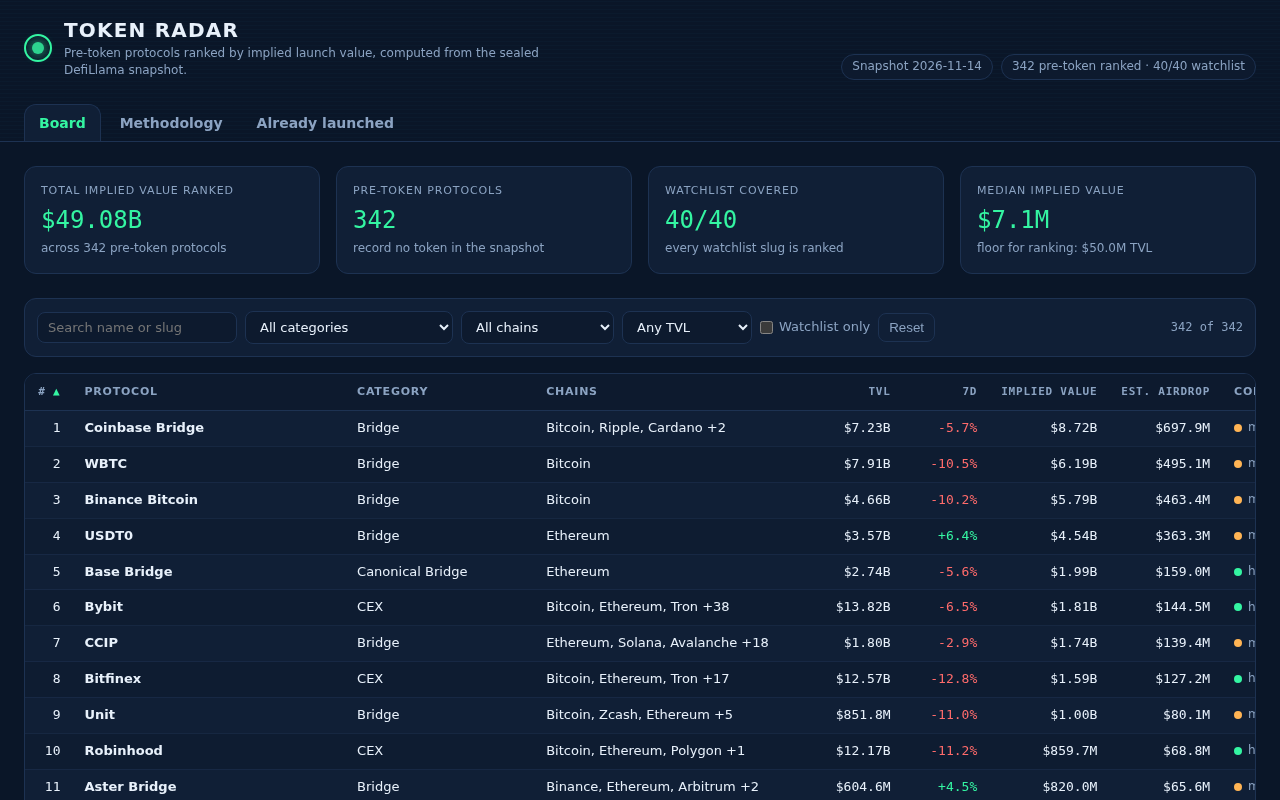 TOKEN RADAR
Pre-token protocols ranked by implied launch value, computed from the sealed
DefiLlama snapshot.
Snapshot 2026-11-14
342 pre-token ranked · 40/40 watchlist
Board Methodology Already launched
TOTAL IMPLIED VALUE RANKED
$49.08B
across 342 pre-token protocols
PRE-TOKEN PROTOCOLS
342
record no token in the snapshot
WATCHLIST COVERED
40/40
every watchlist slug is ranked
MEDIAN IMPLIED VALUE
$7.1M
floor for ranking: $50.0M TVL
Search name or slug All categories All chains Any TVL Watchlist only Reset 342 of 342
# ▲ PROTOCOL CATEGORY CHAINS TVL 7D IMPLIED VALUE EST. AIRDROP
1 Coinbase Bridge Bridge Bitcoin, Ripple, Cardano +2 $7.23B -5.7% $8.72B $697.9M
2 WBTC Bridge Bitcoin $7.91B -10.5% $6.19B $495.1M
3 Binance Bitcoin Bridge Bitcoin $4.66B -10.2% $5.79B $463.4M
4 USDT0 Bridge Ethereum $3.57B +6.4% $4.54B $363.3M
5 Base Bridge Canonical Bridge Ethereum $2.74B -5.6% $1.99B $159.0M
6 Bybit CEX Bitcoin, Ethereum, Tron +38 $13.82B -6.5% $1.81B $144.5M
7 CCIP Bridge Ethereum, Solana, Avalanche +18 $1.80B -2.9% $1.74B $139.4M
8 Bitfinex CEX Bitcoin, Ethereum, Tron +17 $12.57B -12.8% $1.59B $127.2M
9 Unit Bridge Bitcoin, Zcash, Ethereum +5 $851.8M -11.0% $1.00B $80.1M
10 Robinhood CEX Bitcoin, Ethereum, Polygon +1 $12.17B -11.2% $859.7M $68.8M
11 Aster Bridge Bridge Binance, Ethereum, Arbitrum +2 $604.6M +4.5% $820.0M $65.6M